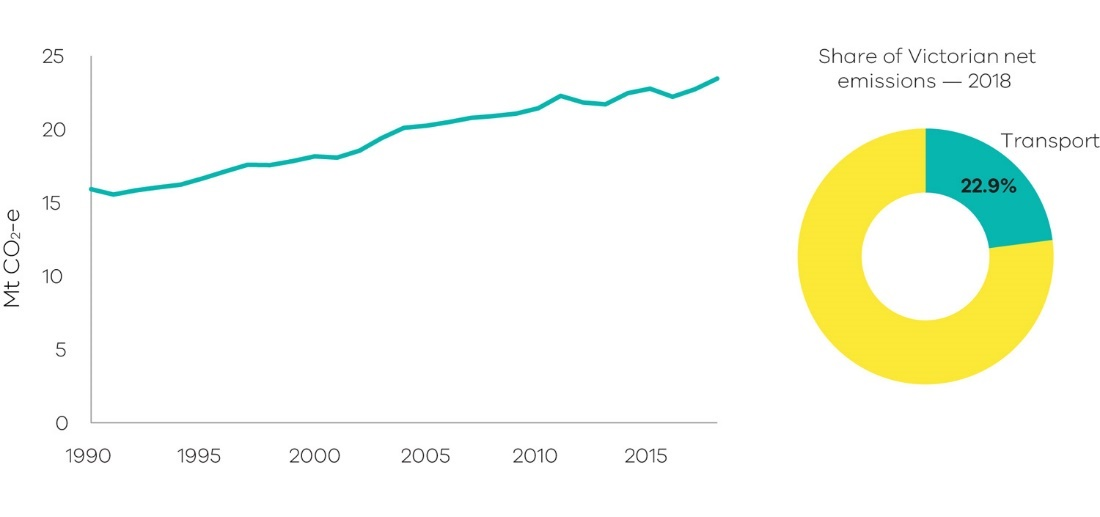 25
20
15
10
5
0
Mt CO₂-e
1990 1995 2000 2005 2010 2015
Share of Victorian net
emissions — 2018
Transport
22.9%